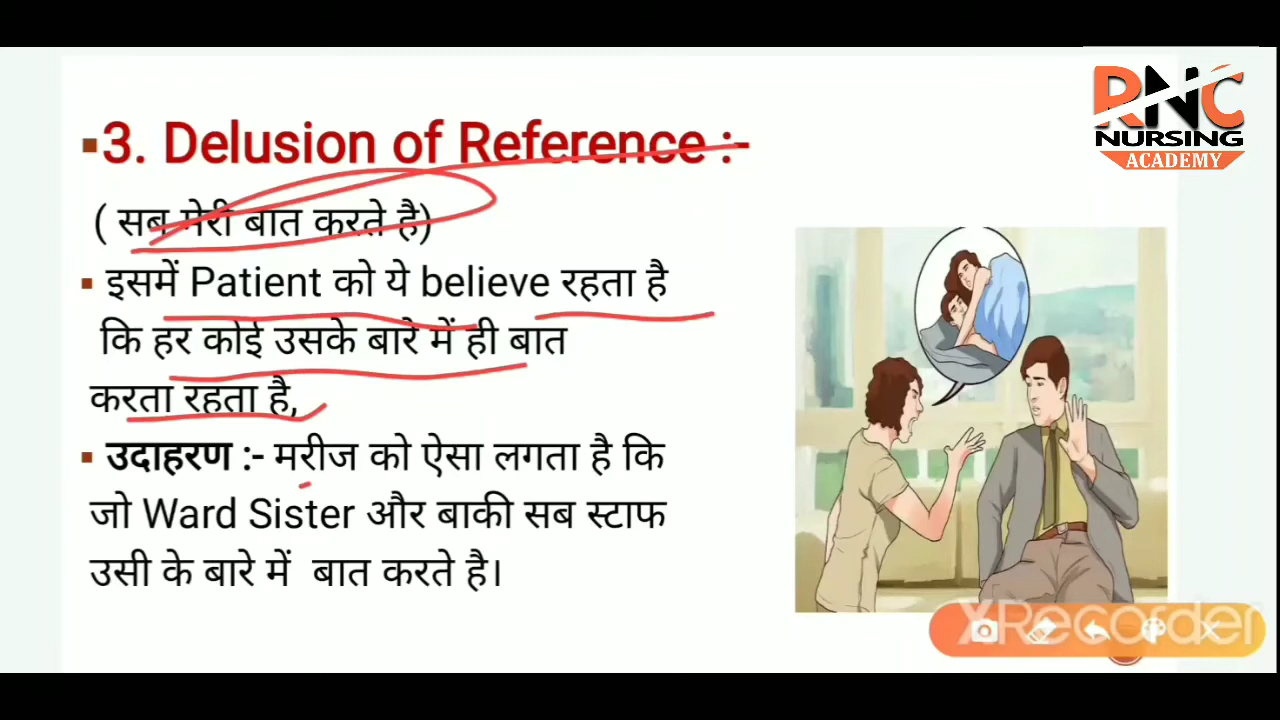 RNC
NURSING
ACADEMY
▪3. Delusion of Reference :-
( सब मेरी बात करते है)
▪ इसमें Patient को ये believe रहता है
कि हर कोई उसके बारे में ही बात
करता रहता है,
▪ उदाहरण :- मरीज को ऐसा लगता है कि
जो Ward Sister और बाकी सब स्टाफ
उसी के बारे में बात करते है।
XRecorder